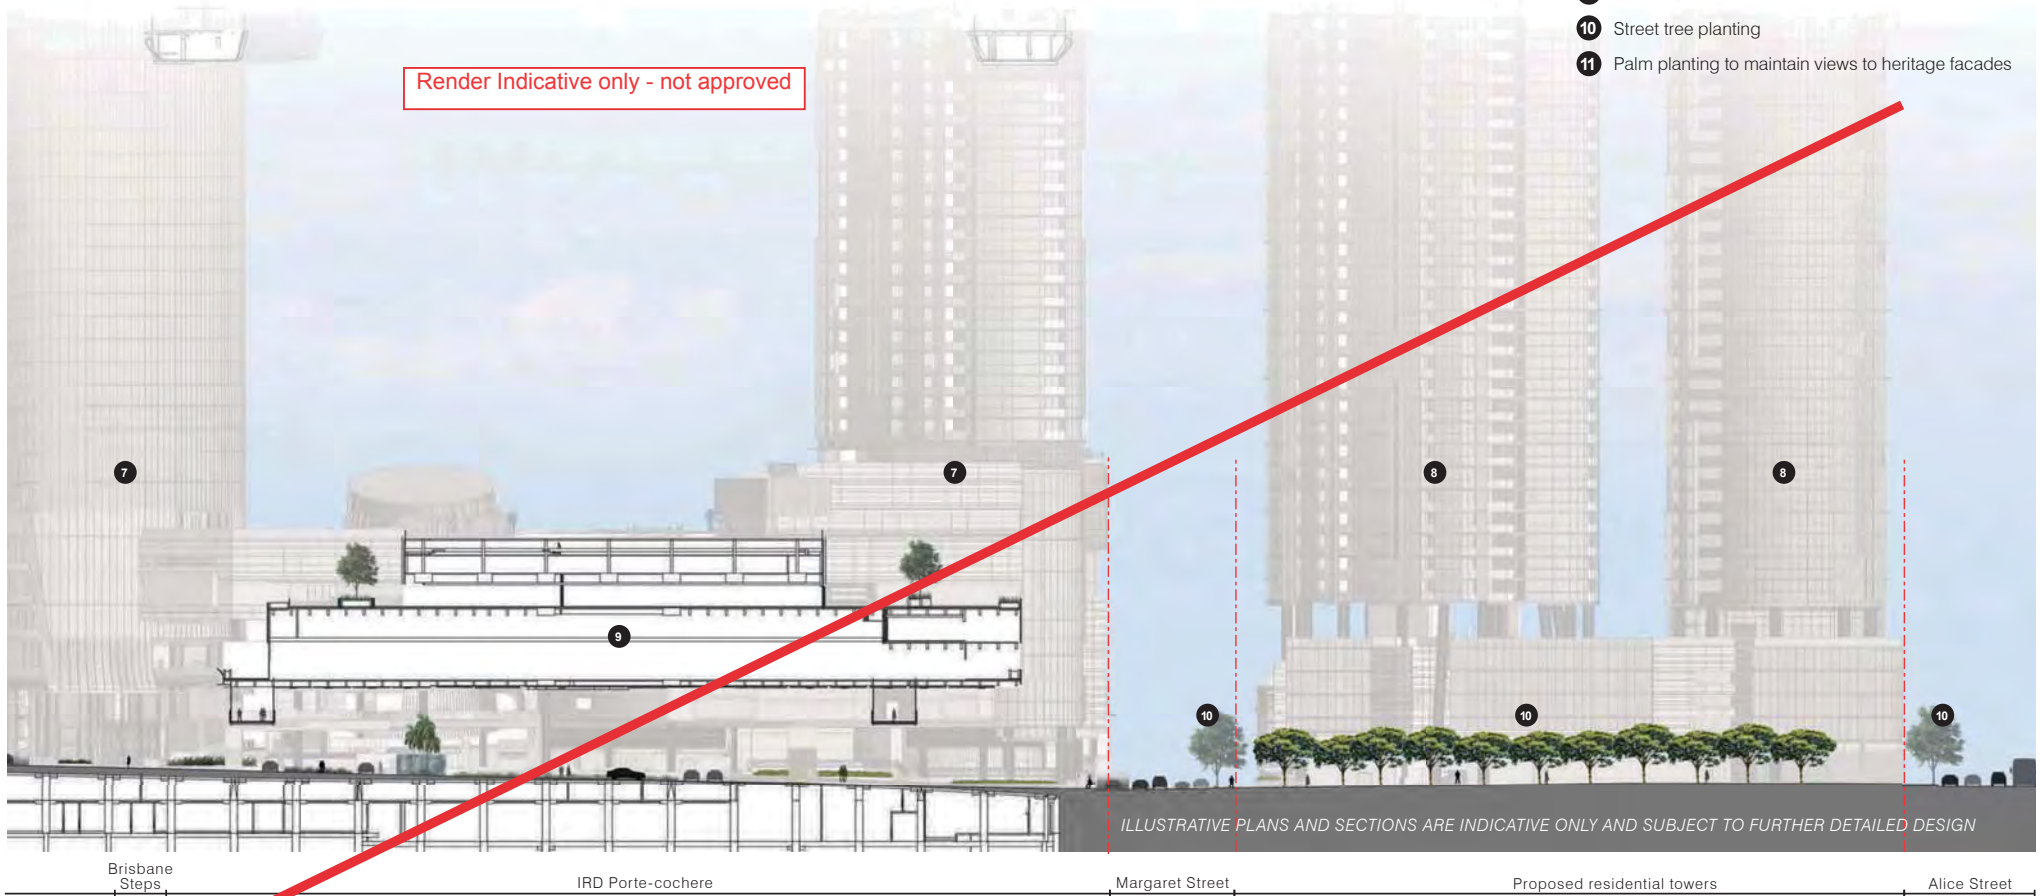 10 Street tree planting
11 Palm planting to maintain views to heritage facades
Render Indicative only - not approved
7
7
8
8
9
10
10
10
ILLUSTRATIVE PLANS AND SECTIONS ARE INDICATIVE ONLY AND SUBJECT TO FURTHER DETAILED DESIGN
Brisbane
Steps
IRD Porte-cochere
Margaret Street
Proposed residential towers
Alice Street